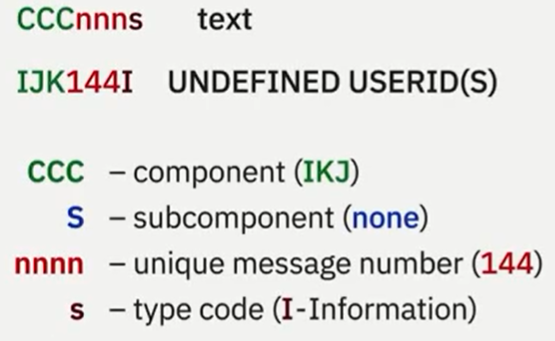 CCCnnns text
IJK144I UNDEFINED USERID(S)
CCC – component (IKJ)
S – subcomponent (none)
nnnn – unique message number (144)
s – type code (I-Information)